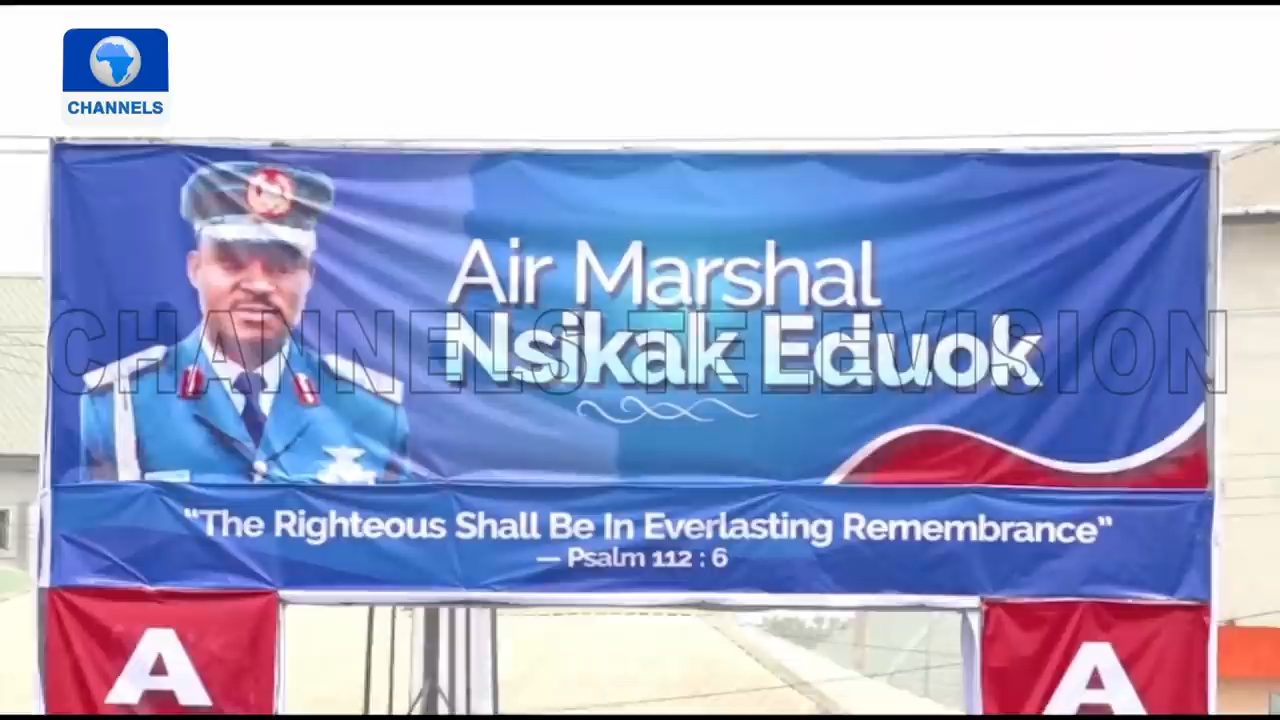 CHANNELS
Air Marshal
Nsikak Eduok
CHANNELS TELEVISION
"The Righteous Shall Be In Everlasting Remembrance"
— Psalm 112 : 6
A A